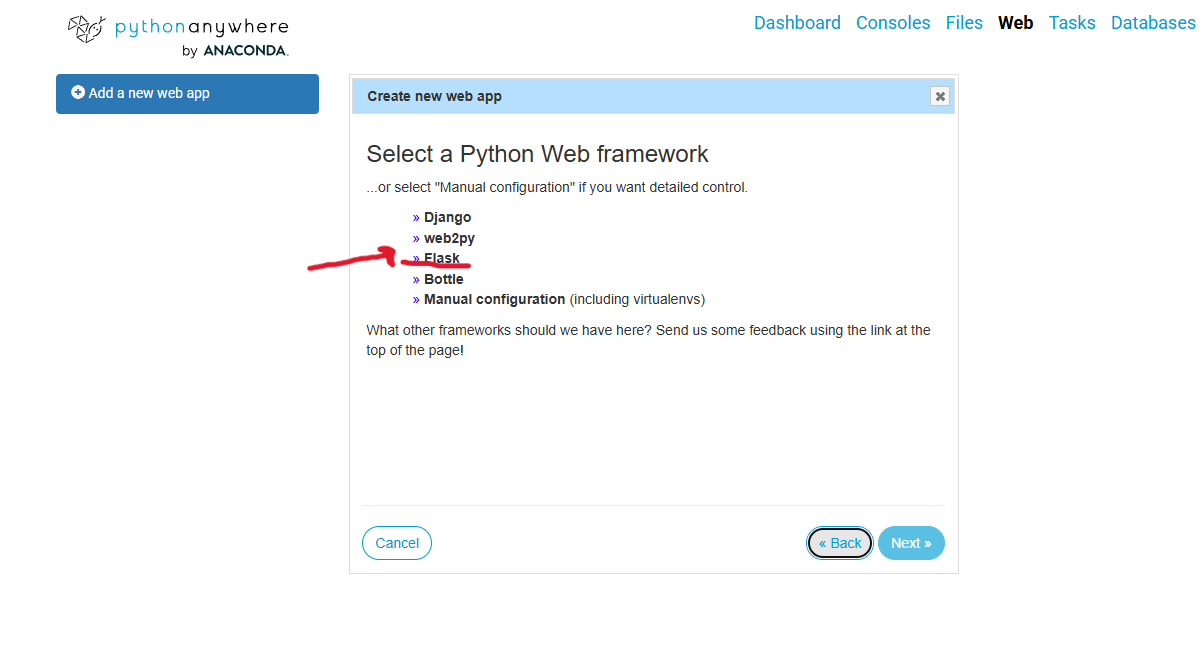 pythonanywhere
by ANACONDA.
Dashboard Consoles Files Web Tasks Databases
Add a new web app
Create new web app
Select a Python Web framework
...or select "Manual configuration" if you want detailed control.
» Django
» web2py
» Flask
» Bottle
» Manual configuration (including virtualenvs)
What other frameworks should we have here? Send us some feedback using the link at the
top of the page!
Cancel
« Back
Next »